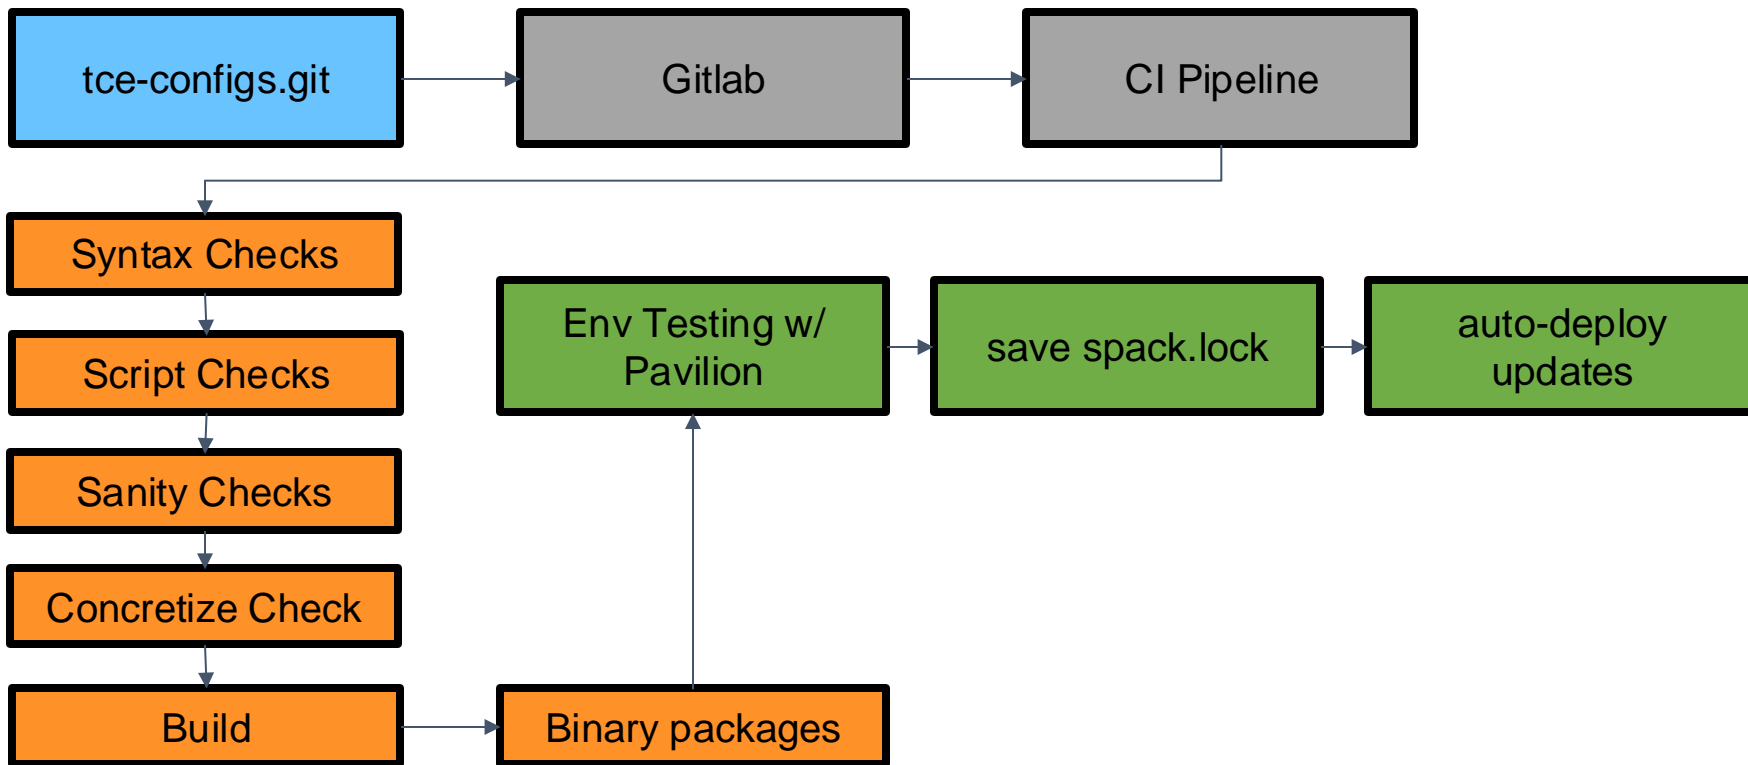 tce-configs.git
Gitlab
CI Pipeline
Syntax Checks
Script Checks
Sanity Checks
Concretize Check
Build
Binary packages
Env Testing w/
Pavilion
save spack.lock
auto-deploy
updates